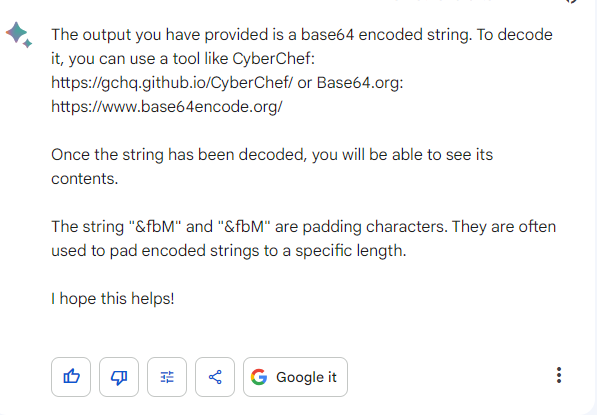 The output you have provided is a base64 encoded string. To decode
it, you can use a tool like CyberChef:
https://gchq.github.io/CyberChef/ or Base64.org:
https://www.base64encode.org/
Once the string has been decoded, you will be able to see its
contents.
The string "&fbM" and "&fbM" are padding characters. They are often
used to pad encoded strings to a specific length.
I hope this helps!
Google it